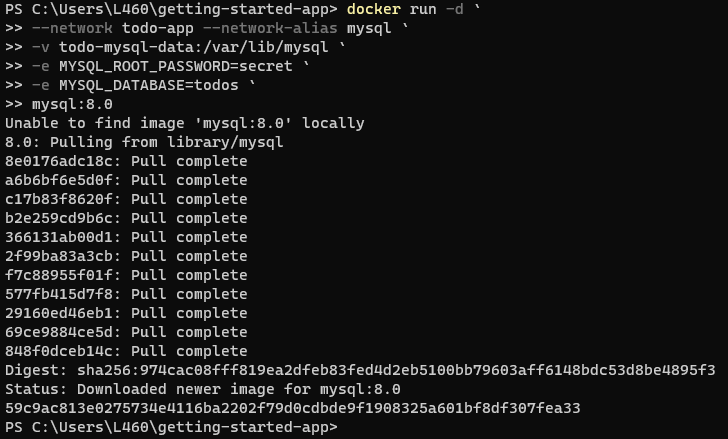 PS C:\Users\L460\getting-started-app> docker run -d `
>> --network todo-app --network-alias mysql `
>> -v todo-mysql-data:/var/lib/mysql `
>> -e MYSQL_ROOT_PASSWORD=secret `
>> -e MYSQL_DATABASE=todos `
>> mysql:8.0
Unable to find image 'mysql:8.0' locally
8.0: Pulling from library/mysql
8e0176adc18c: Pull complete
a6b6bf6e5d0f: Pull complete
c17b83f8620f: Pull complete
b2e259cd9b6c: Pull complete
366131ab00d1: Pull complete
2f99ba83a3cb: Pull complete
f7c88955f01f: Pull complete
577fb415d7f8: Pull complete
29160ed46eb1: Pull complete
69ce9884ce5d: Pull complete
848f0dceb14c: Pull complete
Digest: sha256:974cac08fff819ea2dfeb83fed4d2eb5100bb79603aff6148bdc53d8be4895f3
Status: Downloaded newer image for mysql:8.0
59c9ac813e0275734e4116ba2202f79d0cdbde9f1908325a601bf8df307fea33
PS C:\Users\L460\getting-started-app>